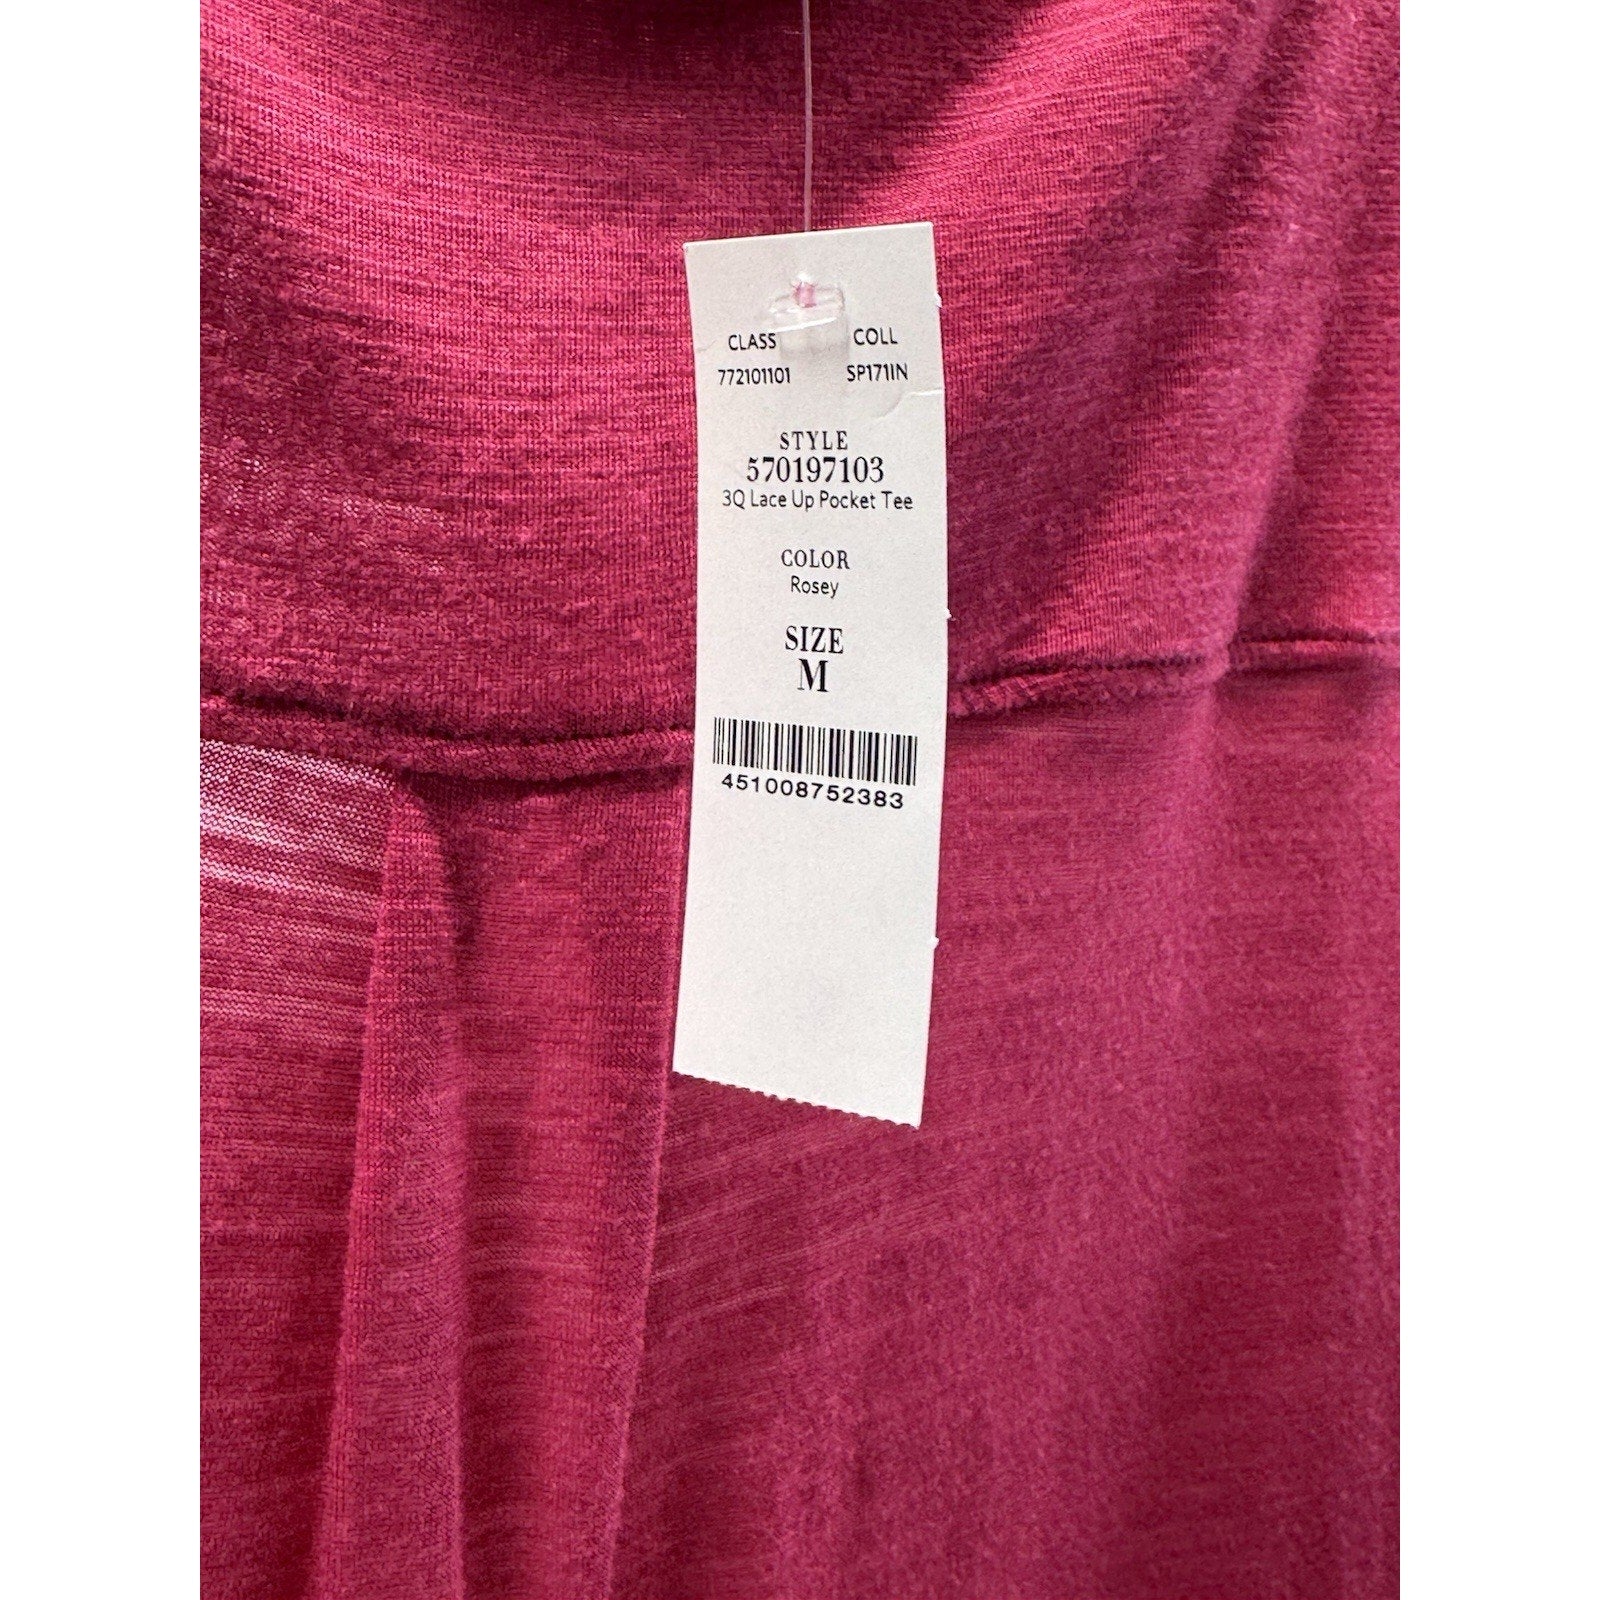 CLASS COLL
772101101 SP171IN
STYLE
570197103
3Q Lace Up Pocket Tee
COLOR
Rosey
SIZE
M
451008752383